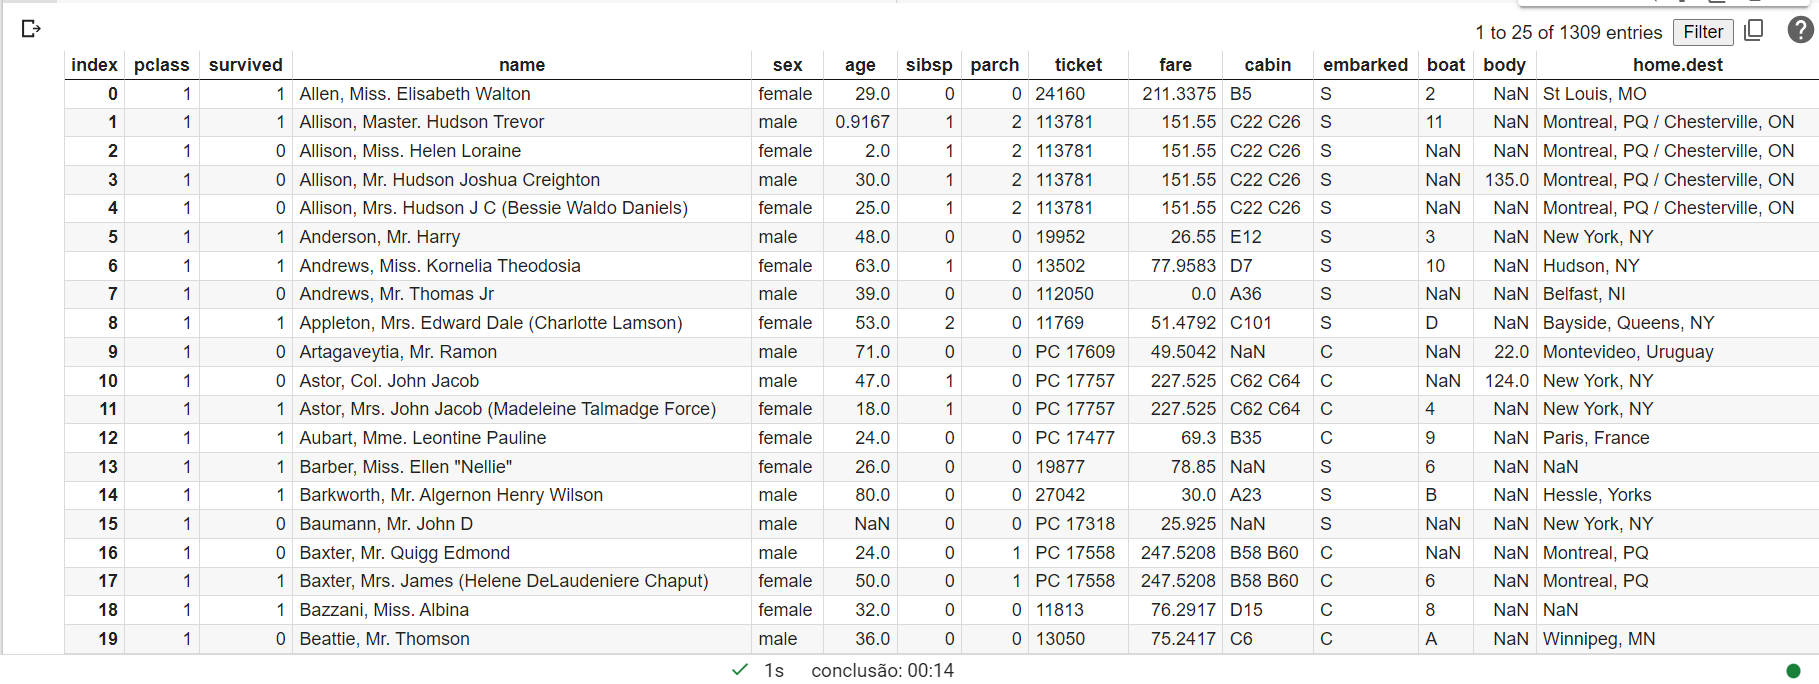 1 to 25 of 1309 entries Filter
index pclass survived name sex age sibsp parch ticket fare cabin embarked boat body home.dest
0 1 1 Allen, Miss. Elisabeth Walton female 29.0 0 0 24160 211.3375 B5 S 2 NaN St Louis, MO
1 1 1 Allison, Master. Hudson Trevor male 0.9167 1 2 113781 151.55 C22 C26 S 11 NaN Montreal, PQ / Chesterville, ON
2 1 0 Allison, Miss. Helen Loraine female 2.0 1 2 113781 151.55 C22 C26 S NaN NaN Montreal, PQ / Chesterville, ON
3 1 0 Allison, Mr. Hudson Joshua Creighton male 30.0 1 2 113781 151.55 C22 C26 S NaN 135.0 Montreal, PQ / Chesterville, ON
4 1 0 Allison, Mrs. Hudson J C (Bessie Waldo Daniels) female 25.0 1 2 113781 151.55 C22 C26 S NaN NaN Montreal, PQ / Chesterville, ON
5 1 1 Anderson, Mr. Harry male 48.0 0 0 19952 26.55 E12 S 3 NaN New York, NY
6 1 1 Andrews, Miss. Kornelia Theodosia female 63.0 1 0 13502 77.9583 D7 S 10 NaN Hudson, NY
7 1 0 Andrews, Mr. Thomas Jr male 39.0 0 0 112050 0.0 A36 S NaN NaN Belfast, NI
8 1 1 Appleton, Mrs. Edward Dale (Charlotte Lamson) female 53.0 2 0 11769 51.4792 C101 S D NaN Bayside, Queens, NY
9 1 0 Artagaveytia, Mr. Ramon male 71.0 0 0 PC 17609 49.5042 NaN C NaN 22.0 Montevideo, Uruguay
10 1 0 Astor, Col. John Jacob male 47.0 1 0 PC 17757 227.525 C62 C64 C NaN 124.0 New York, NY
11 1 1 Astor, Mrs. John Jacob (Madeleine Talmadge Force) female 18.0 1 0 PC 17757 227.525 C62 C64 C 4 NaN New York, NY
12 1 1 Aubart, Mme. Leontine Pauline female 24.0 0 0 PC 17477 69.3 B35 C 9 NaN Paris, France
13 1 1 Barber, Miss. Ellen "Nellie" female 26.0 0 0 19877 78.85 NaN S 6 NaN NaN
14 1 1 Barkworth, Mr. Algernon Henry Wilson male 80.0 0 0 27042 30.0 A23 S B NaN Hessle, Yorks
15 1 0 Baumann, Mr. John D male NaN 0 0 PC 17318 25.925 NaN S NaN NaN New York, NY
16 1 0 Baxter, Mr. Quigg Edmond male 24.0 0 1 PC 17558 247.5208 B58 B60 C NaN NaN Montreal, PQ
17 1 1 Baxter, Mrs. James (Helene DeLaudeniere Chaput) female 50.0 0 1 PC 17558 247.5208 B58 B60 C 6 NaN Montreal, PQ
18 1 1 Bazzani, Miss. Albina female 32.0 0 0 11813 76.2917 D15 C 8 NaN NaN
19 1 0 Beattie, Mr. Thomson male 36.0 0 0 13050 75.2417 C6 C A NaN Winnipeg, MN
1s conclusão: 00:14